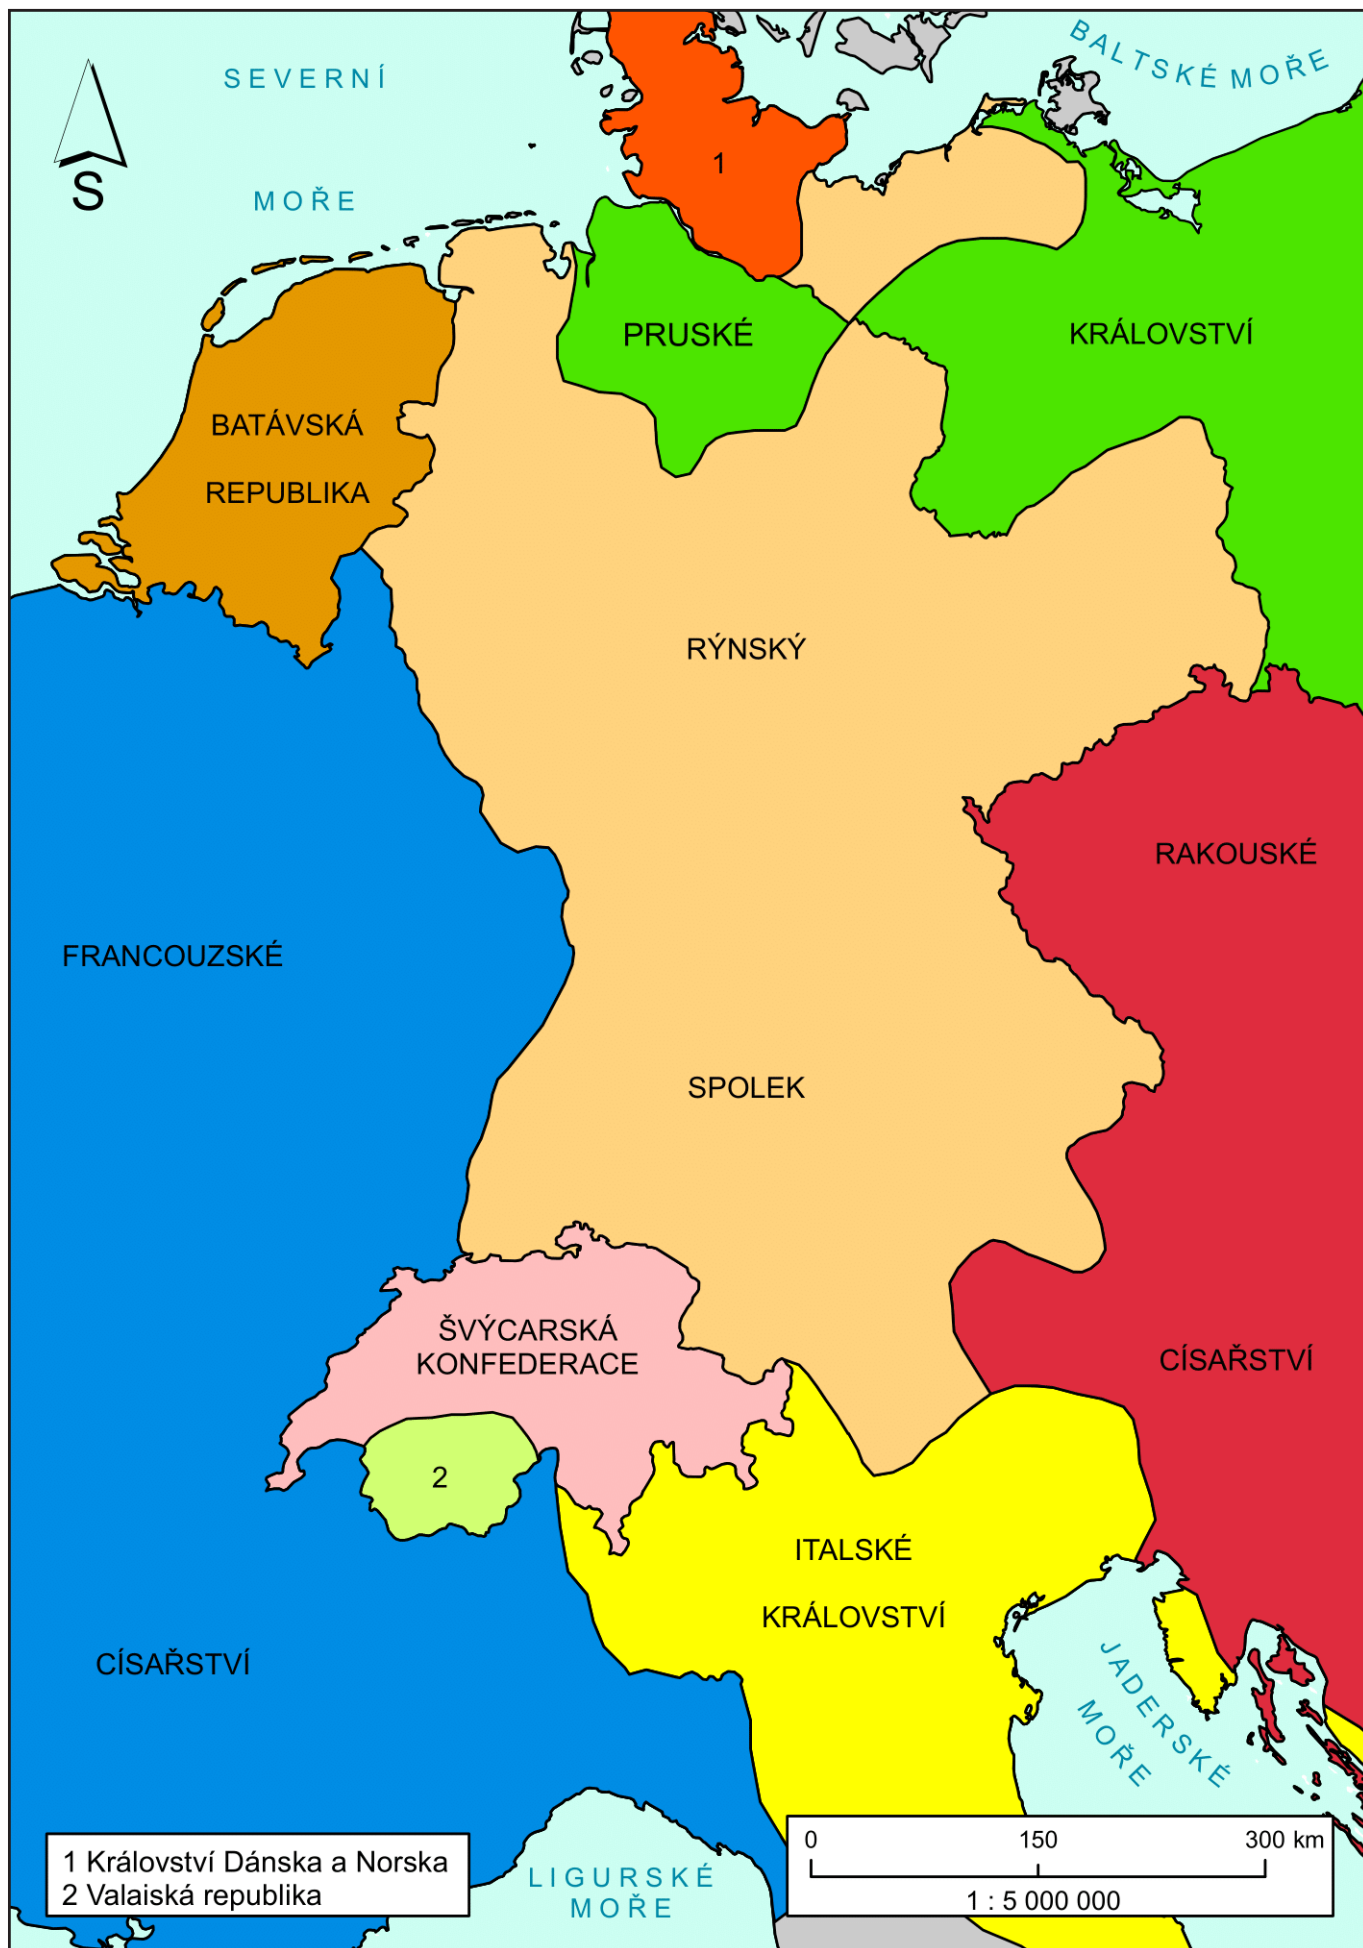 SEVERNÍ
MOŘE
BALTSKÉ MOŘE
S
1
PRUSKÉ
KRÁLOVSTVÍ
BATÁVSKÁ
REPUBLIKA
RÝNSKÝ
SPOLEK
RAKOUSKÉ
CÍSAŘSTVÍ
FRANCOUZSKÉ
CÍSAŘSTVÍ
ŠVÝCARSKÁ
KONFEDERACE
2
ITALSKÉ
KRÁLOVSTVÍ
JADERSKÉ
MOŘE
LIGURSKÉ
MOŘE
1 Království Dánska a Norska
2 Valaiská republika
0 150 300 km
1 : 5 000 000